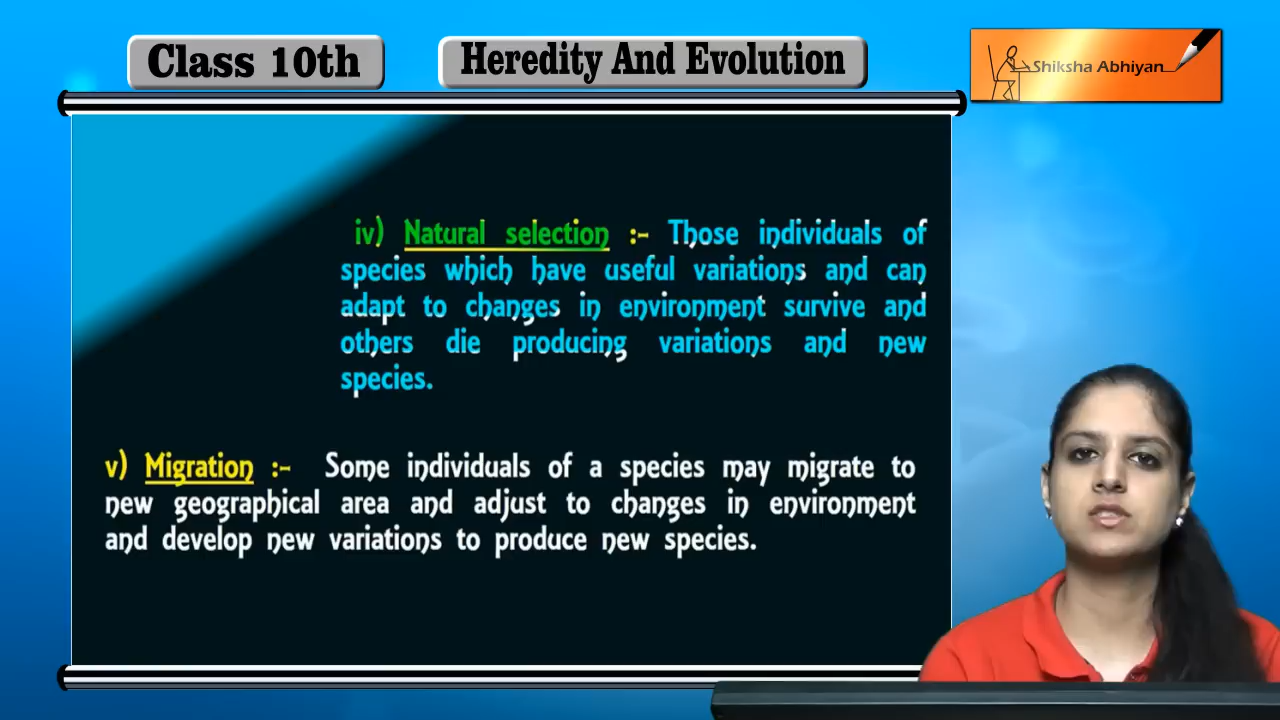 Class 10th
Heredity And Evolution
Shiksha Abhiyan
iv) Natural selection :- Those individuals of
species which have useful variations and can
adapt to changes in environment survive and
others die producing variations and new
species.
v) Migration :- Some individuals of a species may migrate to
new geographical area and adjust to changes in environment
and develop new variations to produce new species.